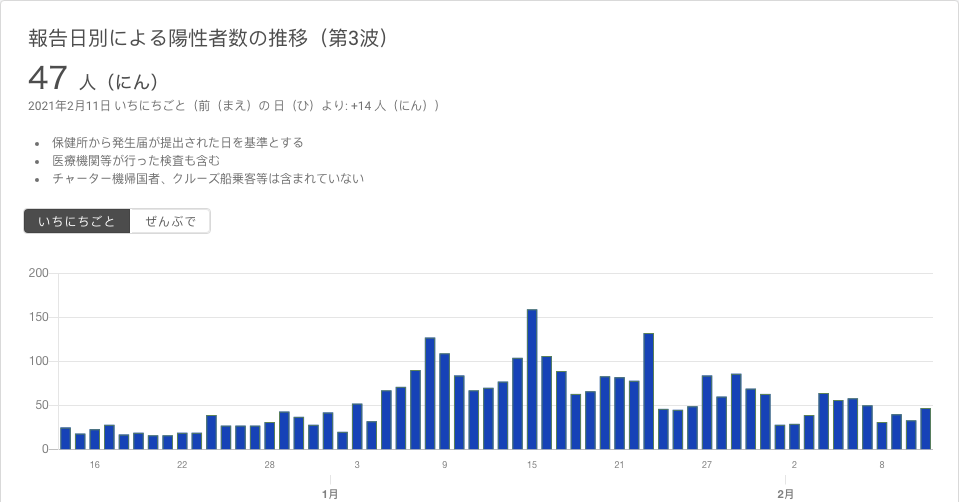 報告日別による陽性者数の推移（第3波）
47 人（にん）
2021年2月11日 いちにちごと（前（まえ）の 日（ひ）より: +14 人（にん））
• 保健所から発生届が提出された日を基準とする
• 医療機関等が行った検査も含む
• チャーター機帰国者、クルーズ船乗客等は含まれていない
いちにちごと ぜんぶで
200
150
100
50
0
16 22 28 3 9 15 21 27 2 8
1月 2月